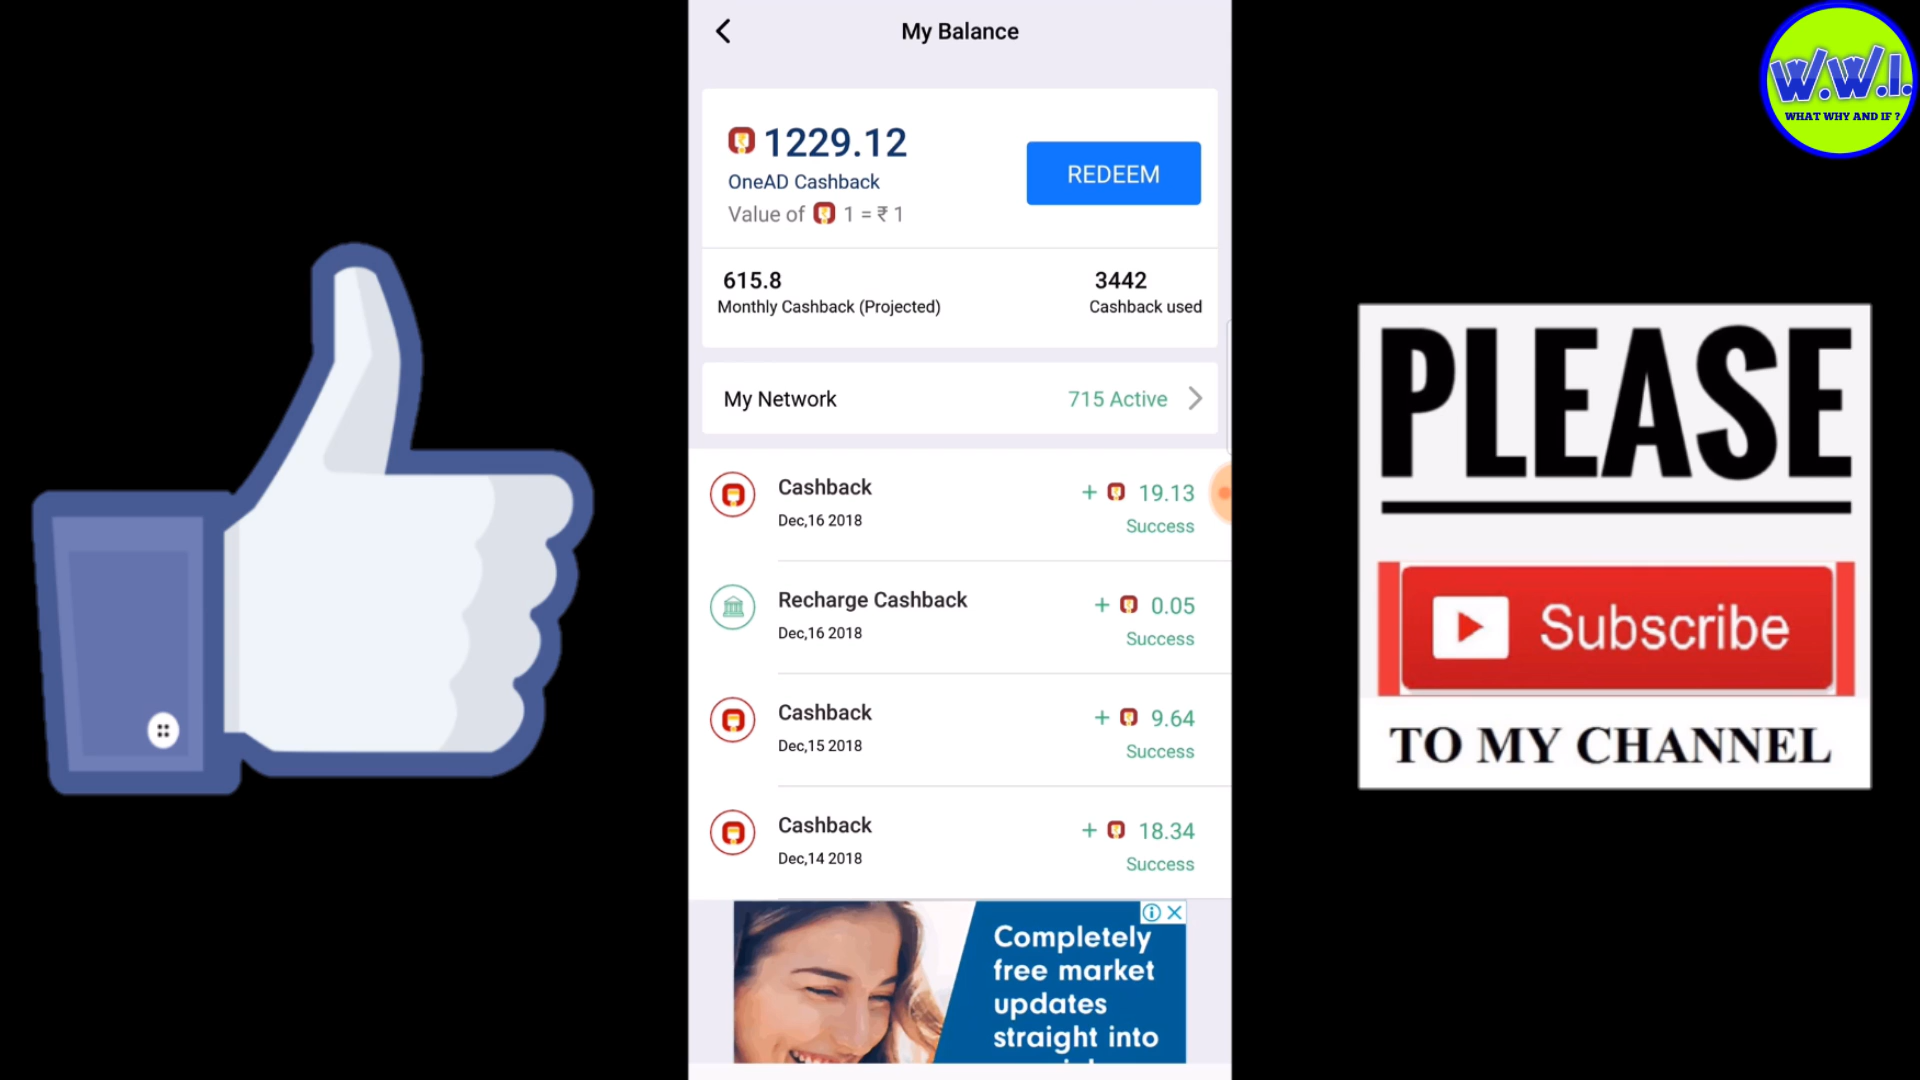 My Balance
1229.12
REDEEM
OneAD Cashback
Value of 1 = ₹ 1
615.8
3442
Monthly Cashback (Projected)
Cashback used
My Network
715 Active
Cashback
+ 19.13
Dec,16 2018
Success
Recharge Cashback
+ 0.05
Dec,16 2018
Success
Cashback
+ 9.64
Dec,15 2018
Success
Cashback
+ 18.34
Dec,14 2018
Success
Completely
free market
updates
straight into
W.W.I.
WHAT WHY AND IF ?
PLEASE
Subscribe
TO MY CHANNEL